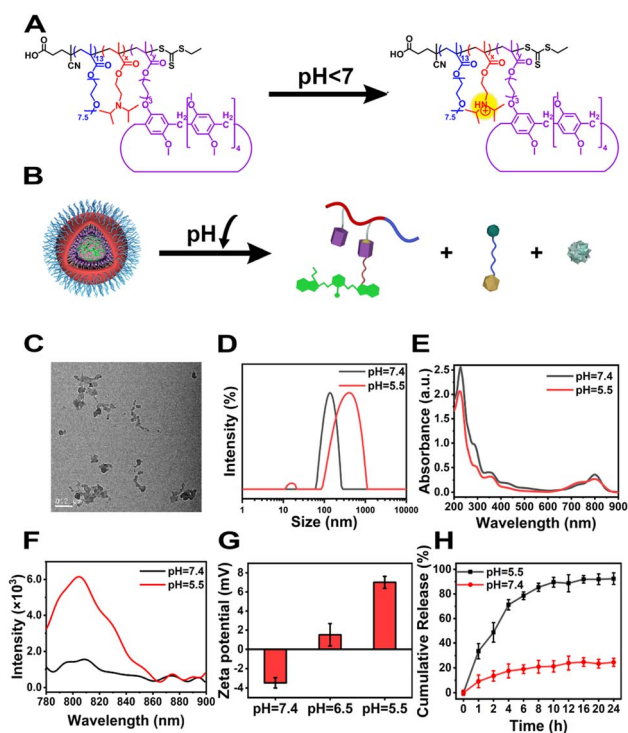 A
HO
O
CN
13
x
y
S
S
S
O
O
O
O
O
O
7.5
O
N
3
O
O
C H2
O
O
C H2
4
pH<7
HO
O
CN
13
x
y
S
S
S
O
O
O
O
O
O
7.5
O
HN
+
3
O
O
C H2
O
O
C H2
4
B
pH
+
+
C
D
Intensity (%)
pH=7.4
pH=5.5
1 10 100 1000 10000
Size (nm)
E
Absorbance (a.u.)
2.5
2.0
1.5
1.0
0.5
0.0
pH=7.4
pH=5.5
200 300 400 500 600 700 800 900
Wavelength (nm)
F
Intensity (×10³)
6.0
4.0
2.0
0.0
pH=7.4
pH=5.5
780 800 820 840 860 880 900
Wavelength (nm)
G
Zeta potential (mV)
8
6
4
2
0
-2
-4
pH=7.4 pH=6.5 pH=5.5
H
Cumulative Release (%)
100
80
60
40
20
0
pH=5.5
pH=7.4
0 1 2 4 6 8 10 12 16 20 24
Time (h)